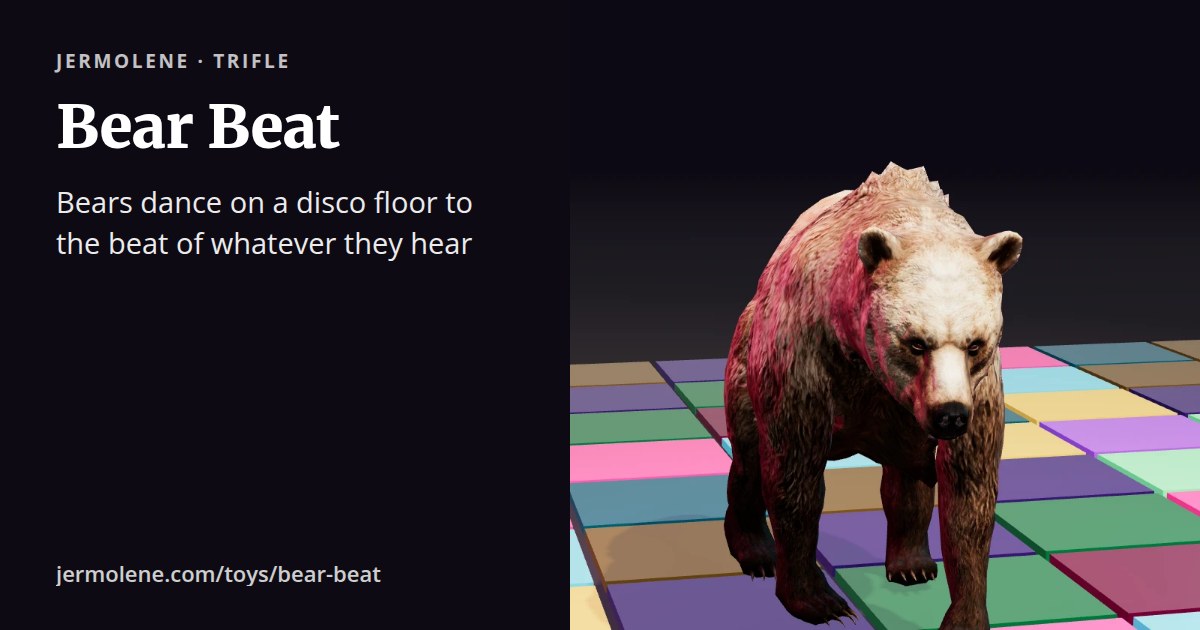 JERMOLENE · TRIFLE
Bear Beat
Bears dance on a disco floor to
the beat of whatever they hear
jermolene.com/toys/bear-beat